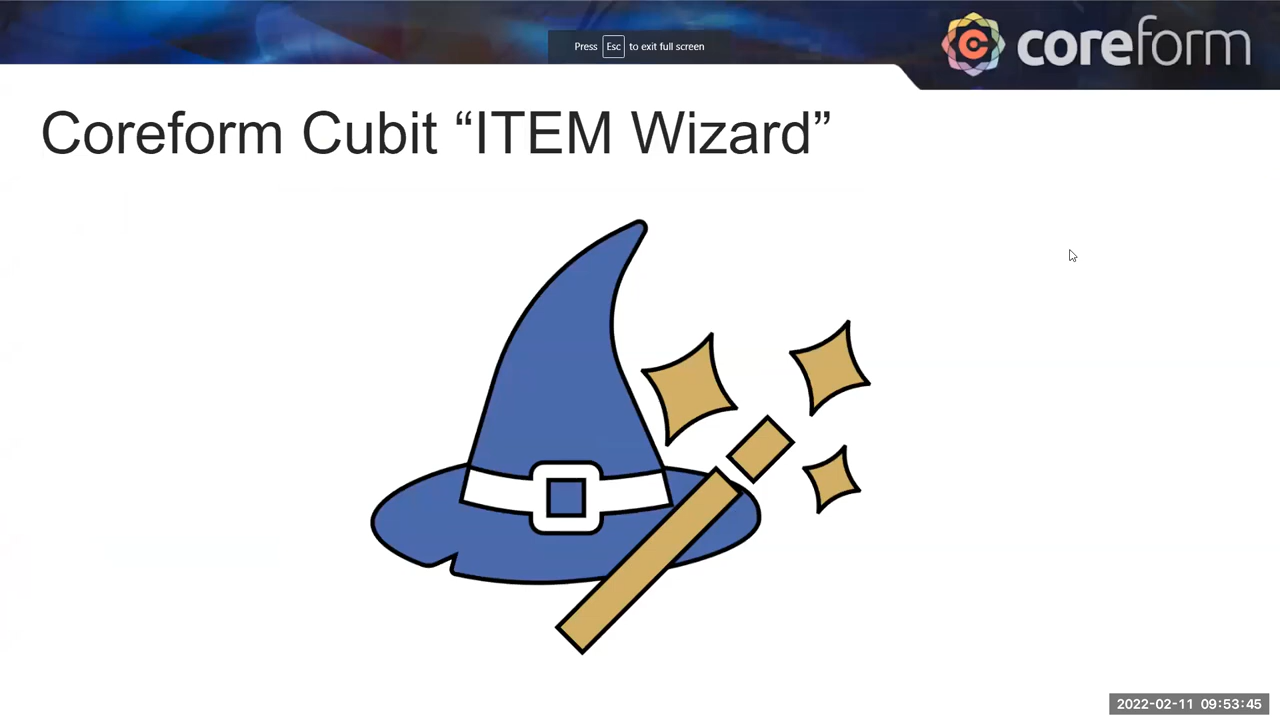 Press Esc to exit full screen
coreform
Coreform Cubit “ITEM Wizard”
2022-02-11 09:53:45